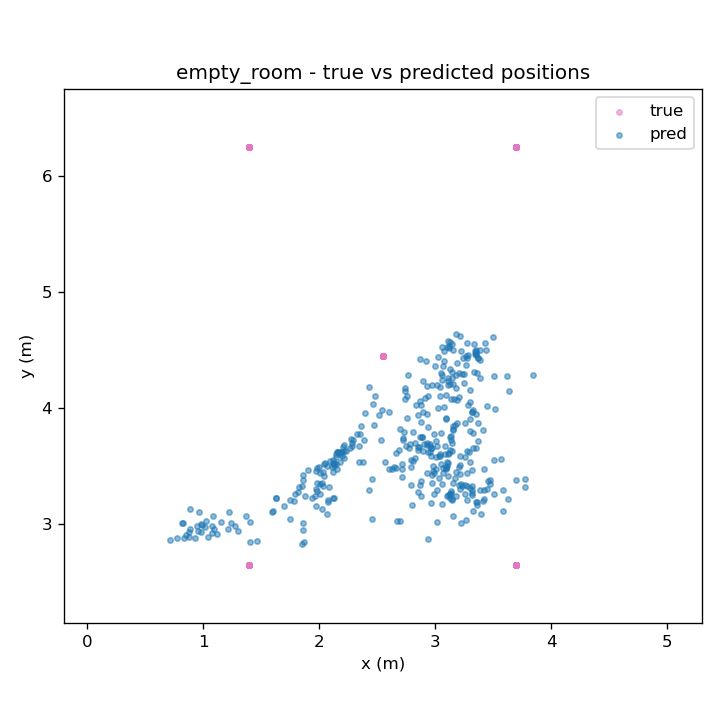 empty_room - true vs predicted positions
true
pred
6
5
4
3
y (m)
0 1 2 3 4 5
x (m)